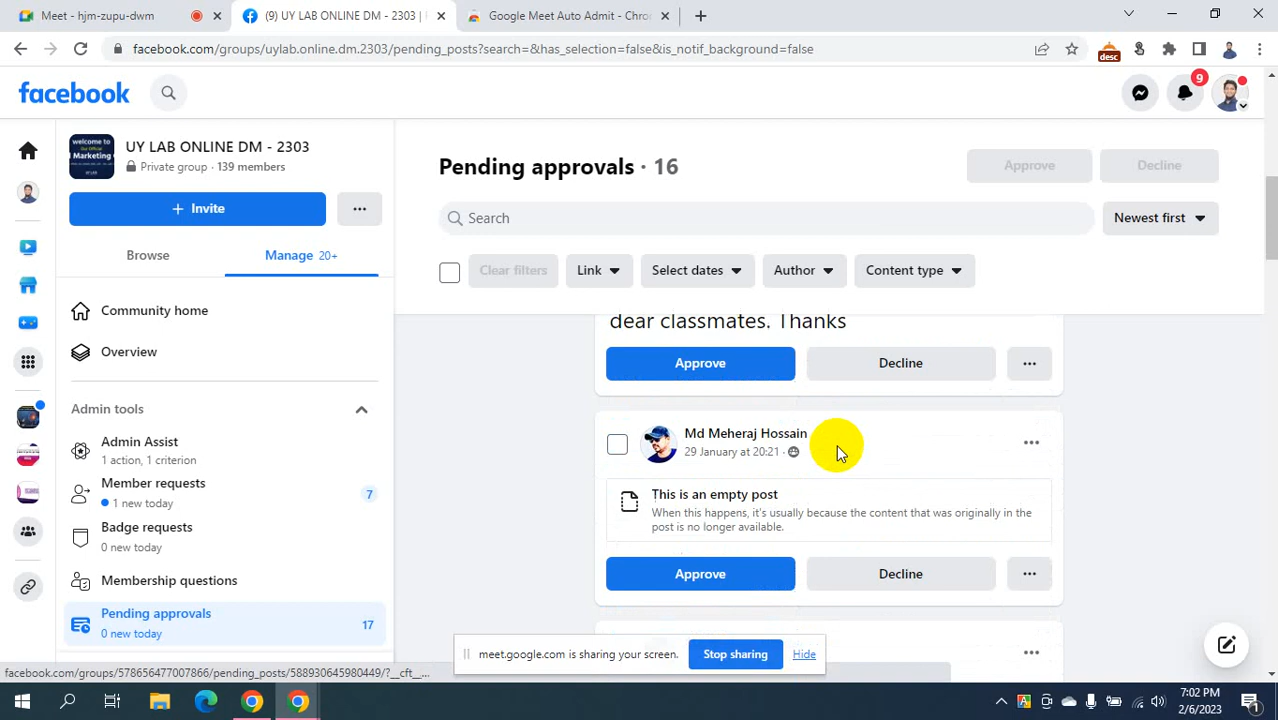 Meet - hjm-zupu-dwm
(9) UY LAB ONLINE DM - 2303 |
Google Meet Auto Admit - Chro
facebook.com/groups/uylab.online.dm.2303/pending_posts?search=&has_selection=false&is_notif_background=false
desc
facebook
9
welcome to
Marketing
UY LAB ONLINE DM - 2303
Private group · 139 members
+ Invite
Browse
Manage 20+
Community home
Overview
Admin tools
Admin Assist
1 action, 1 criterion
Member requests
1 new today
7
Badge requests
0 new today
Membership questions
Pending approvals
0 new today
17
Pending approvals · 16
Approve
Decline
Search
Newest first
Clear filters
Link
Select dates
Author
Content type
dear classmates. Thanks
Approve
Decline
Md Meheraj Hossain
29 January at 20:21 ·
This is an empty post
When this happens, it's usually because the content that was originally in the
post is no longer available.
Approve
Decline
meet.google.com is sharing your screen.
Stop sharing
Hide
facebook.com/groups/578656477007866/pending_posts/588930645980449/?__cft__...
7:02 PM
2/6/2023
1